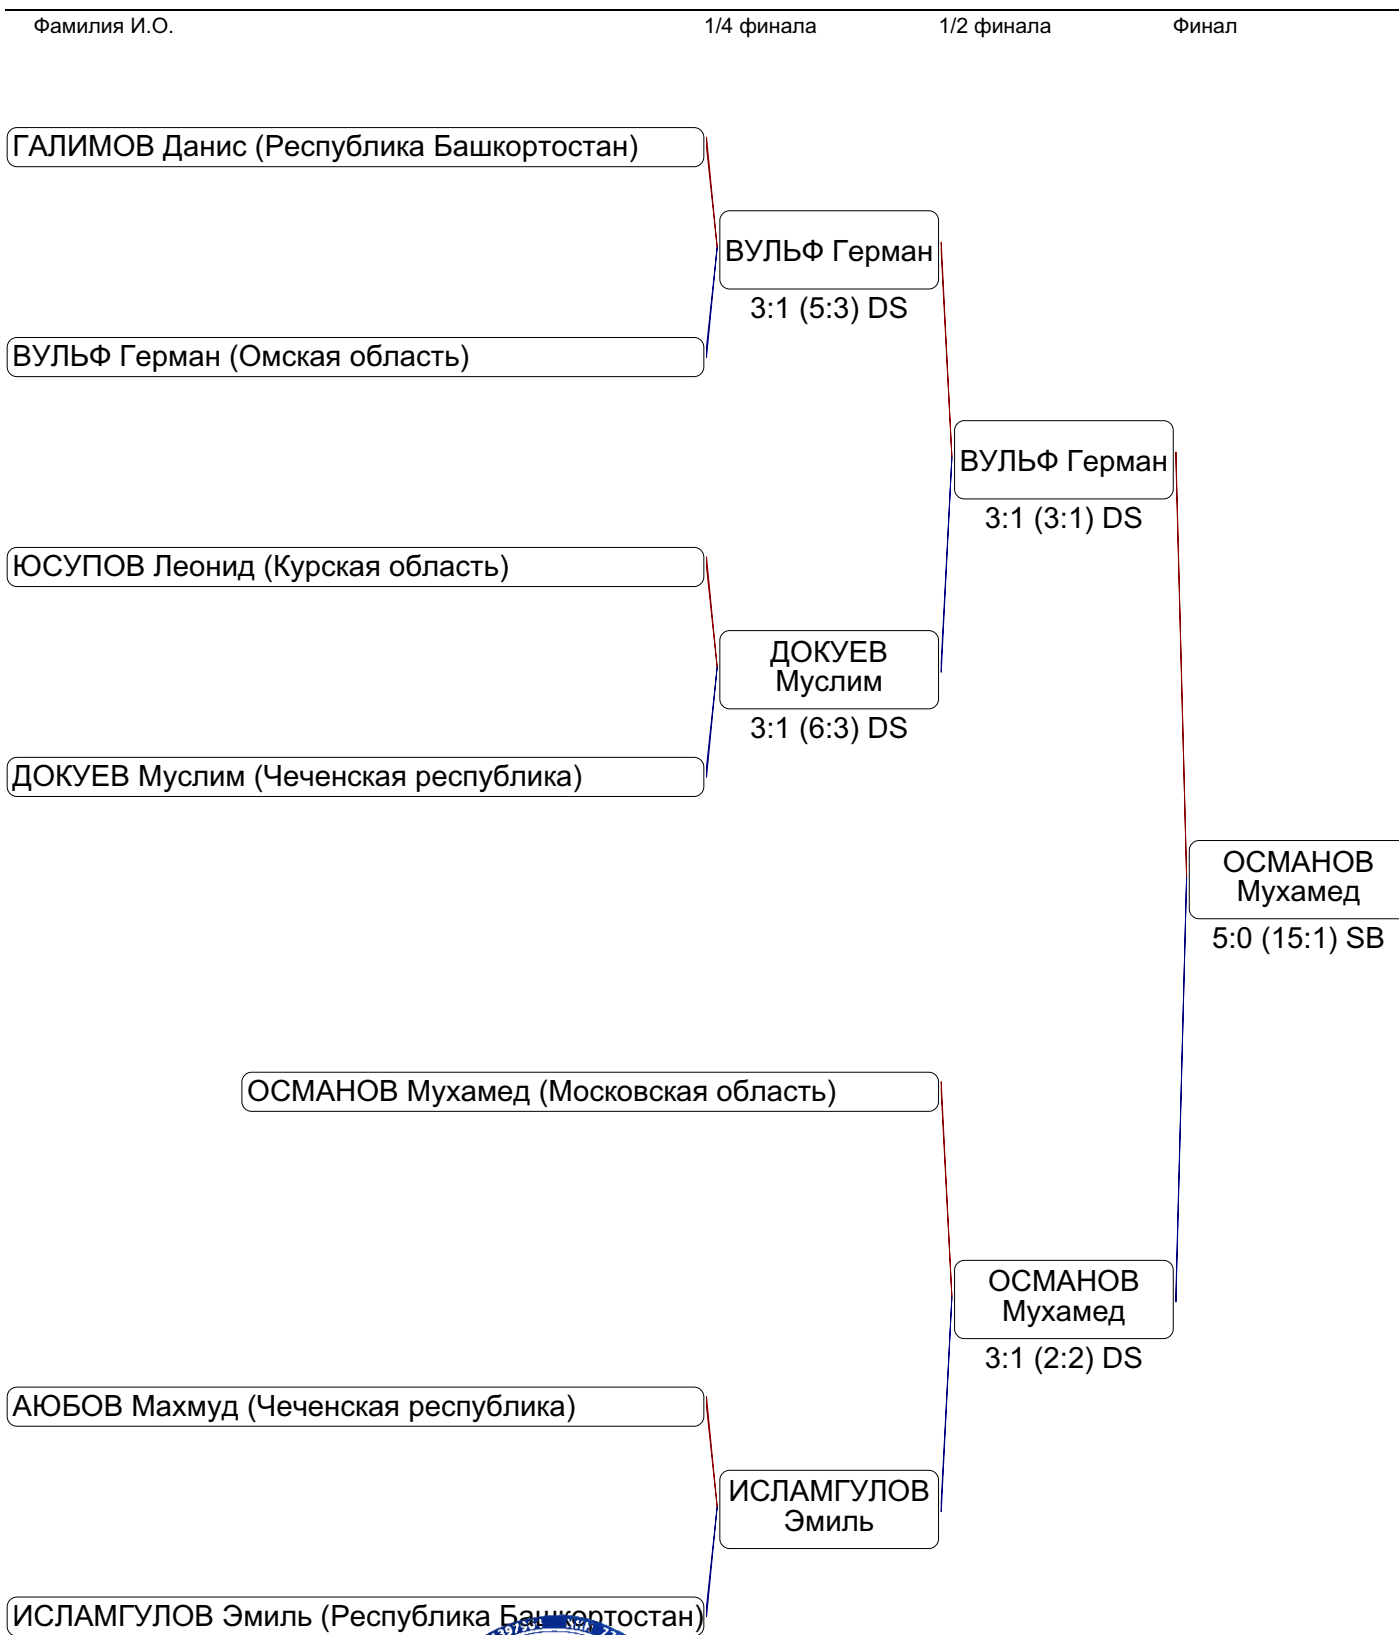 Фамилия И.О. 1/4 финала 1/2 финала Финал
ГАЛИМОВ Данис (Республика Башкортостан)
ВУЛЬФ Герман
3:1 (5:3) DS
ВУЛЬФ Герман (Омская область)
ВУЛЬФ Герман
3:1 (3:1) DS
ЮСУПОВ Леонид (Курская область)
ДОКУЕВ
Муслим
3:1 (6:3) DS
ДОКУЕВ Муслим (Чеченская республика)
ОСМАНОВ
Мухамед
5:0 (15:1) SB
ОСМАНОВ Мухамед (Московская область)
ОСМАНОВ
Мухамед
3:1 (2:2) DS
АЮБОВ Махмуд (Чеченская республика)
ИСЛАМГУЛОВ
Эмиль
ИСЛАМГУЛОВ Эмиль (Республика Башкортостан)